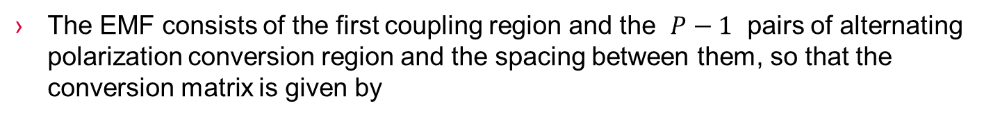 › The EMF consists of the first coupling region and the P − 1 pairs of alternating
polarization conversion region and the spacing between them, so that the
conversion matrix is given by